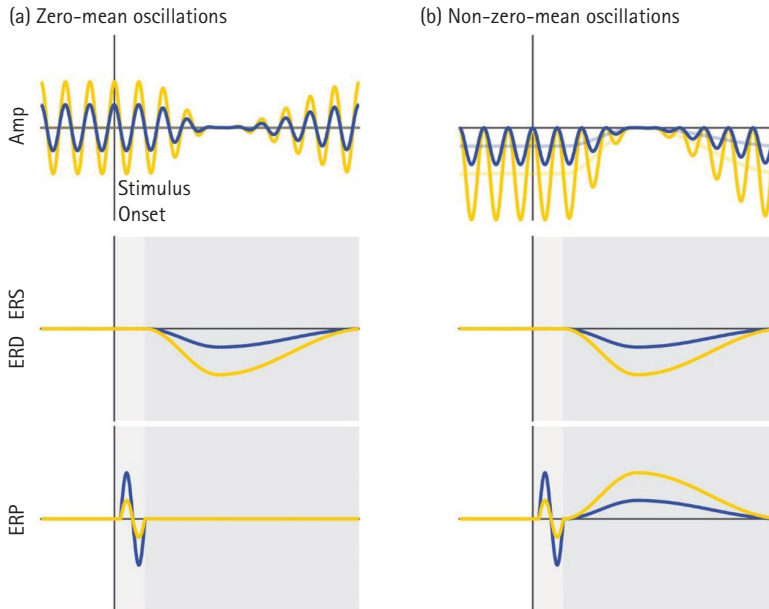 (a) Zero-mean oscillations
(b) Non-zero-mean oscillations
Amp
Stimulus
Onset
ERS
ERD
ERP